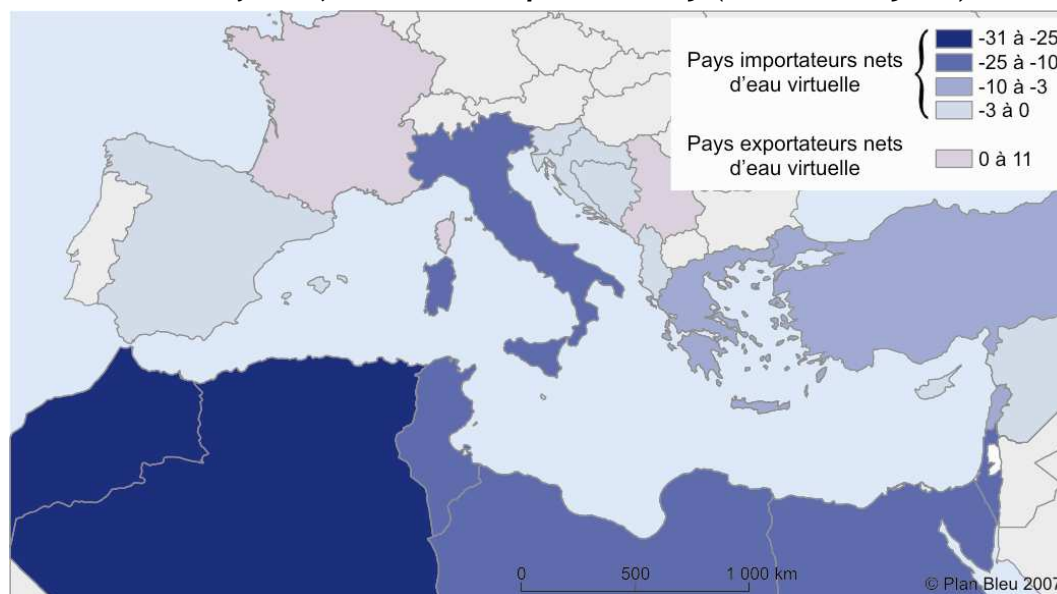 Pays importateurs nets
d'eau virtuelle
-31 à -25
-25 à -10
-10 à -3
-3 à 0
Pays exportateurs nets
d'eau virtuelle
0 à 11
0 500 1 000 km
© Plan Bleu 2007